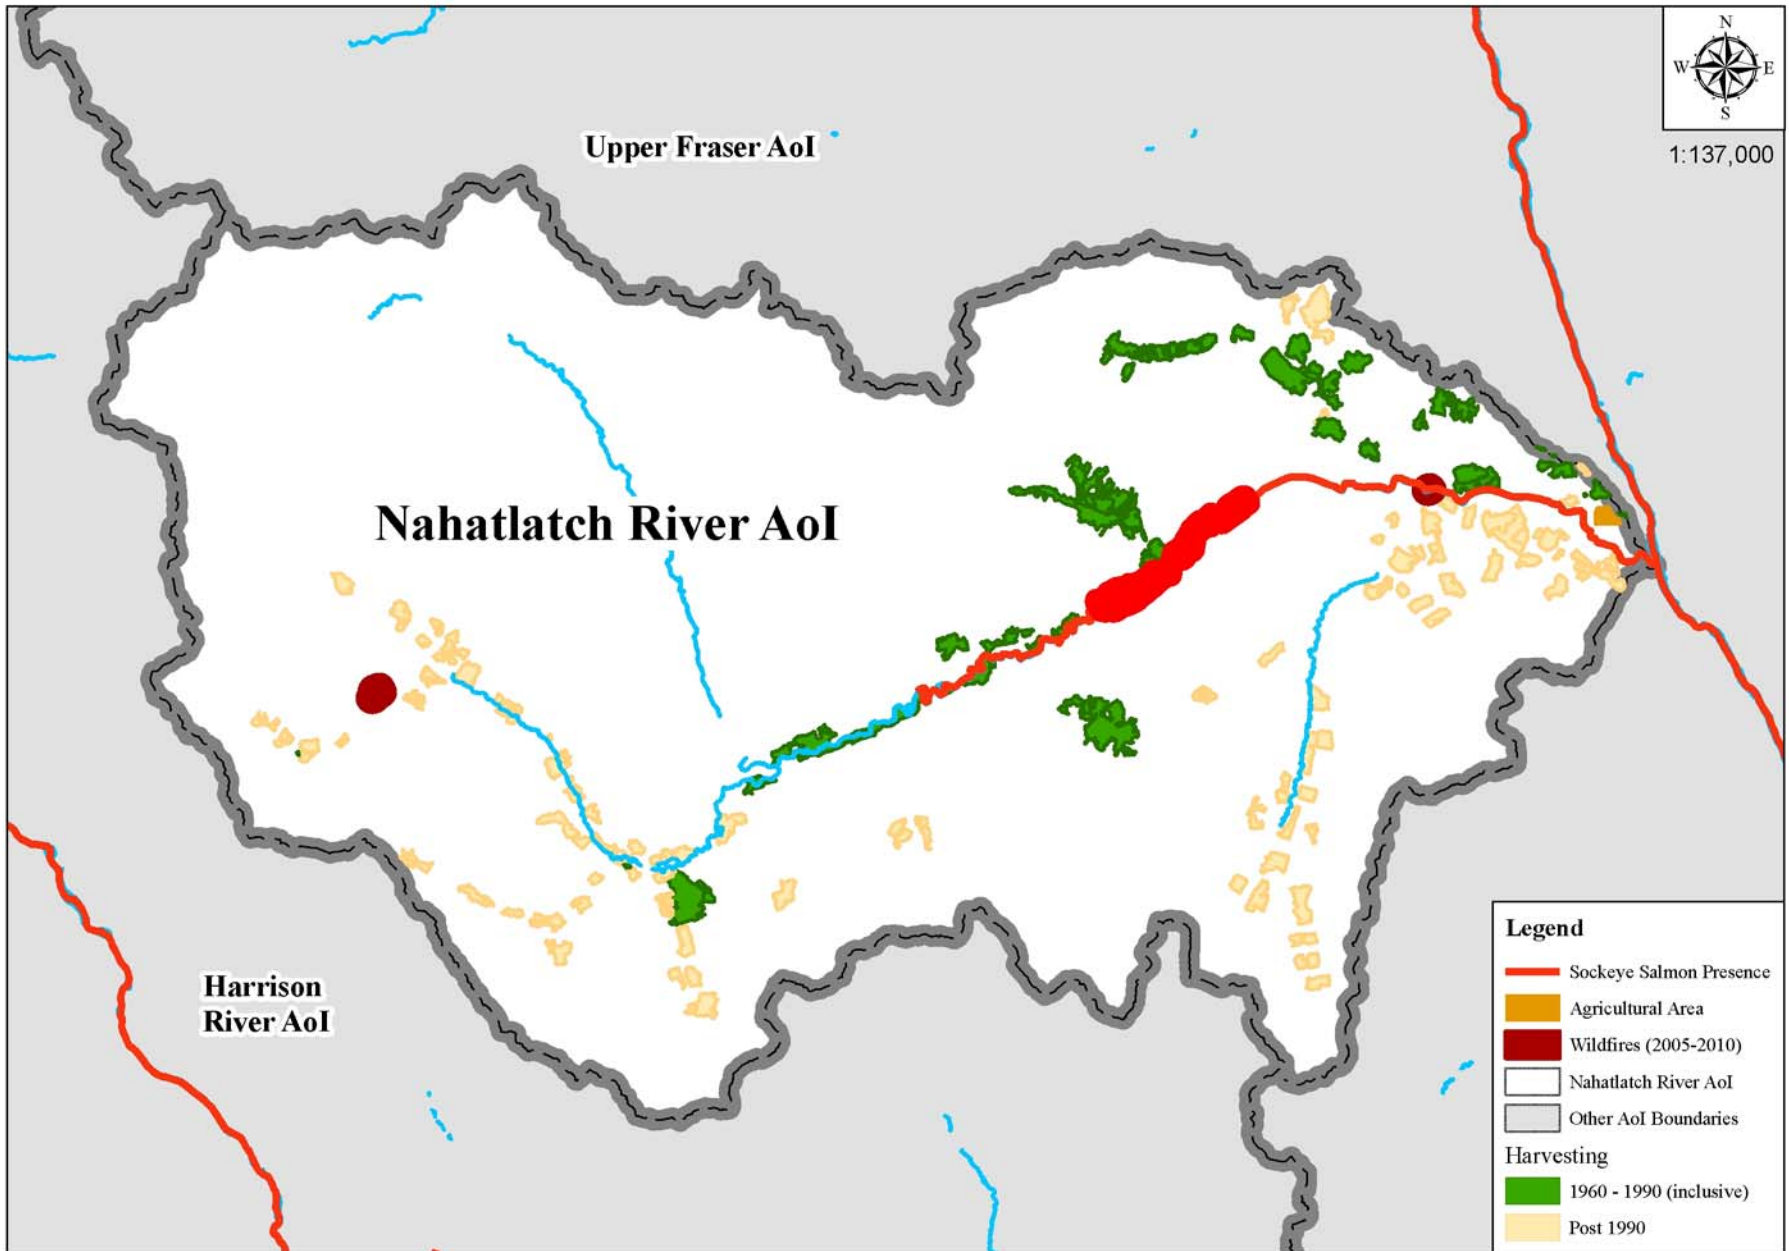 N
W
E
S
1:137,000
Upper Fraser AoI
Nahatlatch River AoI
Harrison
River AoI
Legend
Sockeye Salmon Presence
Agricultural Area
Wildfires (2005-2010)
Nahatlatch River AoI
Other AoI Boundaries
Harvesting
1960 - 1990 (inclusive)
Post 1990